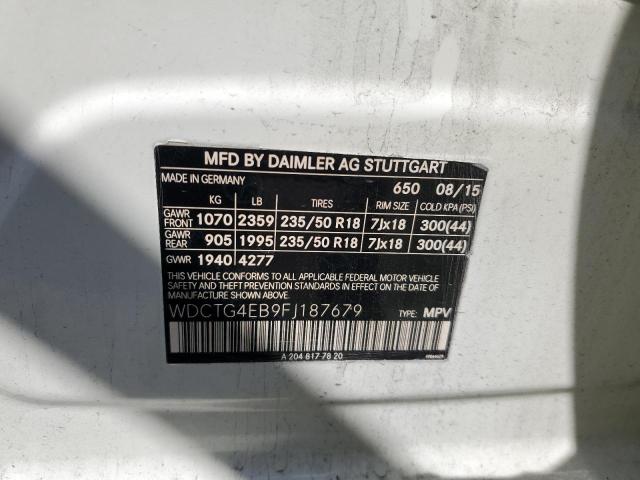 MFD BY DAIMLER AG STUTTGART
MADE IN GERMANY 650 08/15
KG LB TIRES RIM SIZE COLD KPA (PSI)
GAWR FRONT 1070 2359 235/50 R18 7Jx18 300(44)
GAWR REAR 905 1995 235/50 R18 7Jx18 300(44)
GVWR 1940 4277
THIS VEHICLE CONFORMS TO ALL APPLICABLE FEDERAL MOTOR VEHICLE
SAFETY AND THEFT PREVENTION STANDARDS IN EFFECT ON THE DATE
OF MANUFACTURE SHOWN ABOVE.
WDCTG4EB9FJ187679 TYPE: MPV
A 204 817 78 20